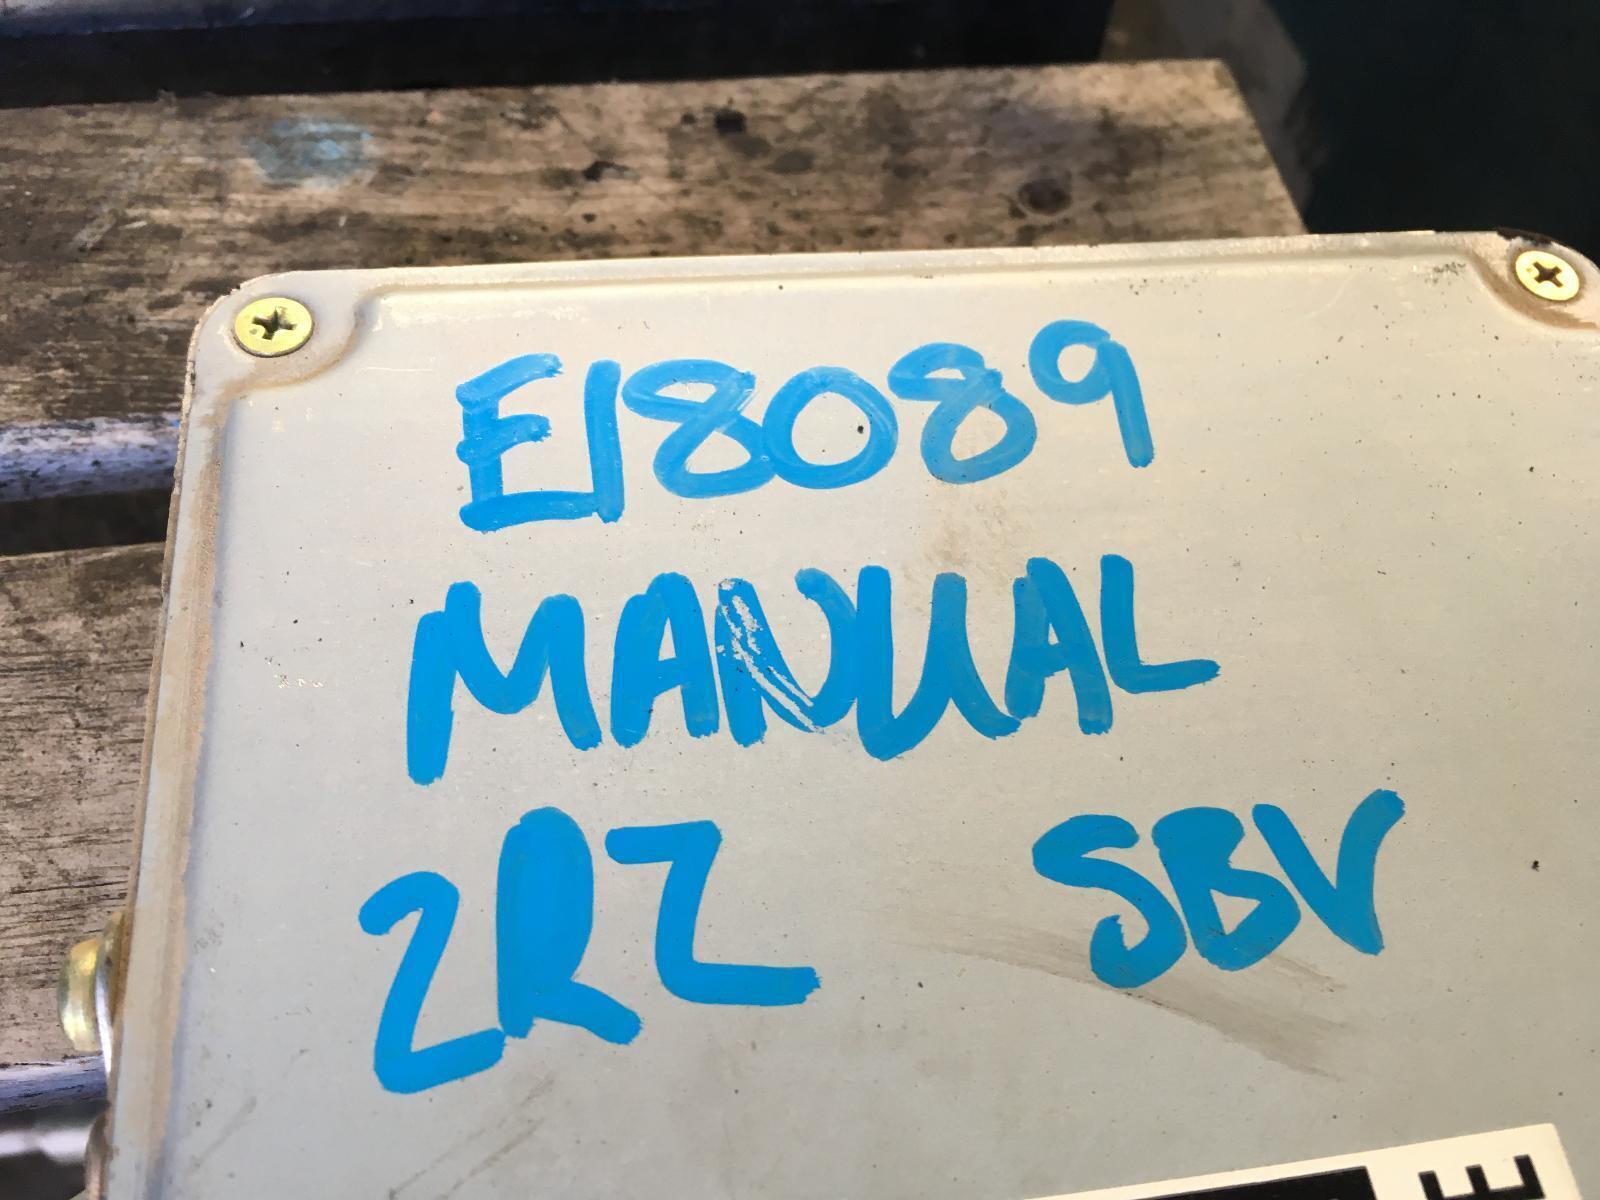 E18089
MANUAL
2RZ SBV
E